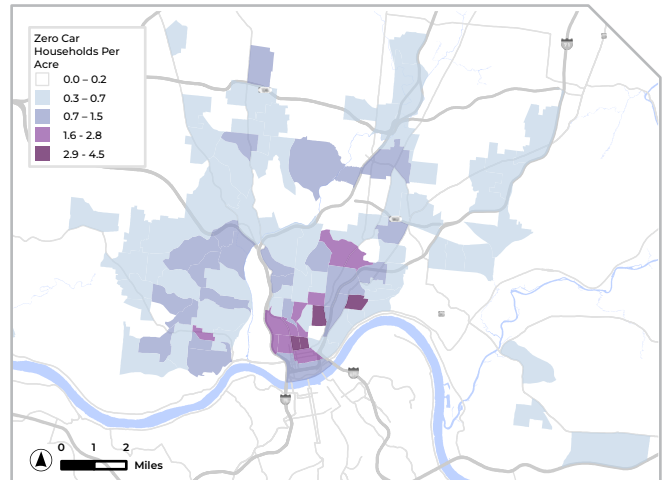 Zero Car
Households Per
Acre
0.0 – 0.2
0.3 – 0.7
0.7 – 1.5
1.6 - 2.8
2.9 - 4.5
0 1 2
Miles